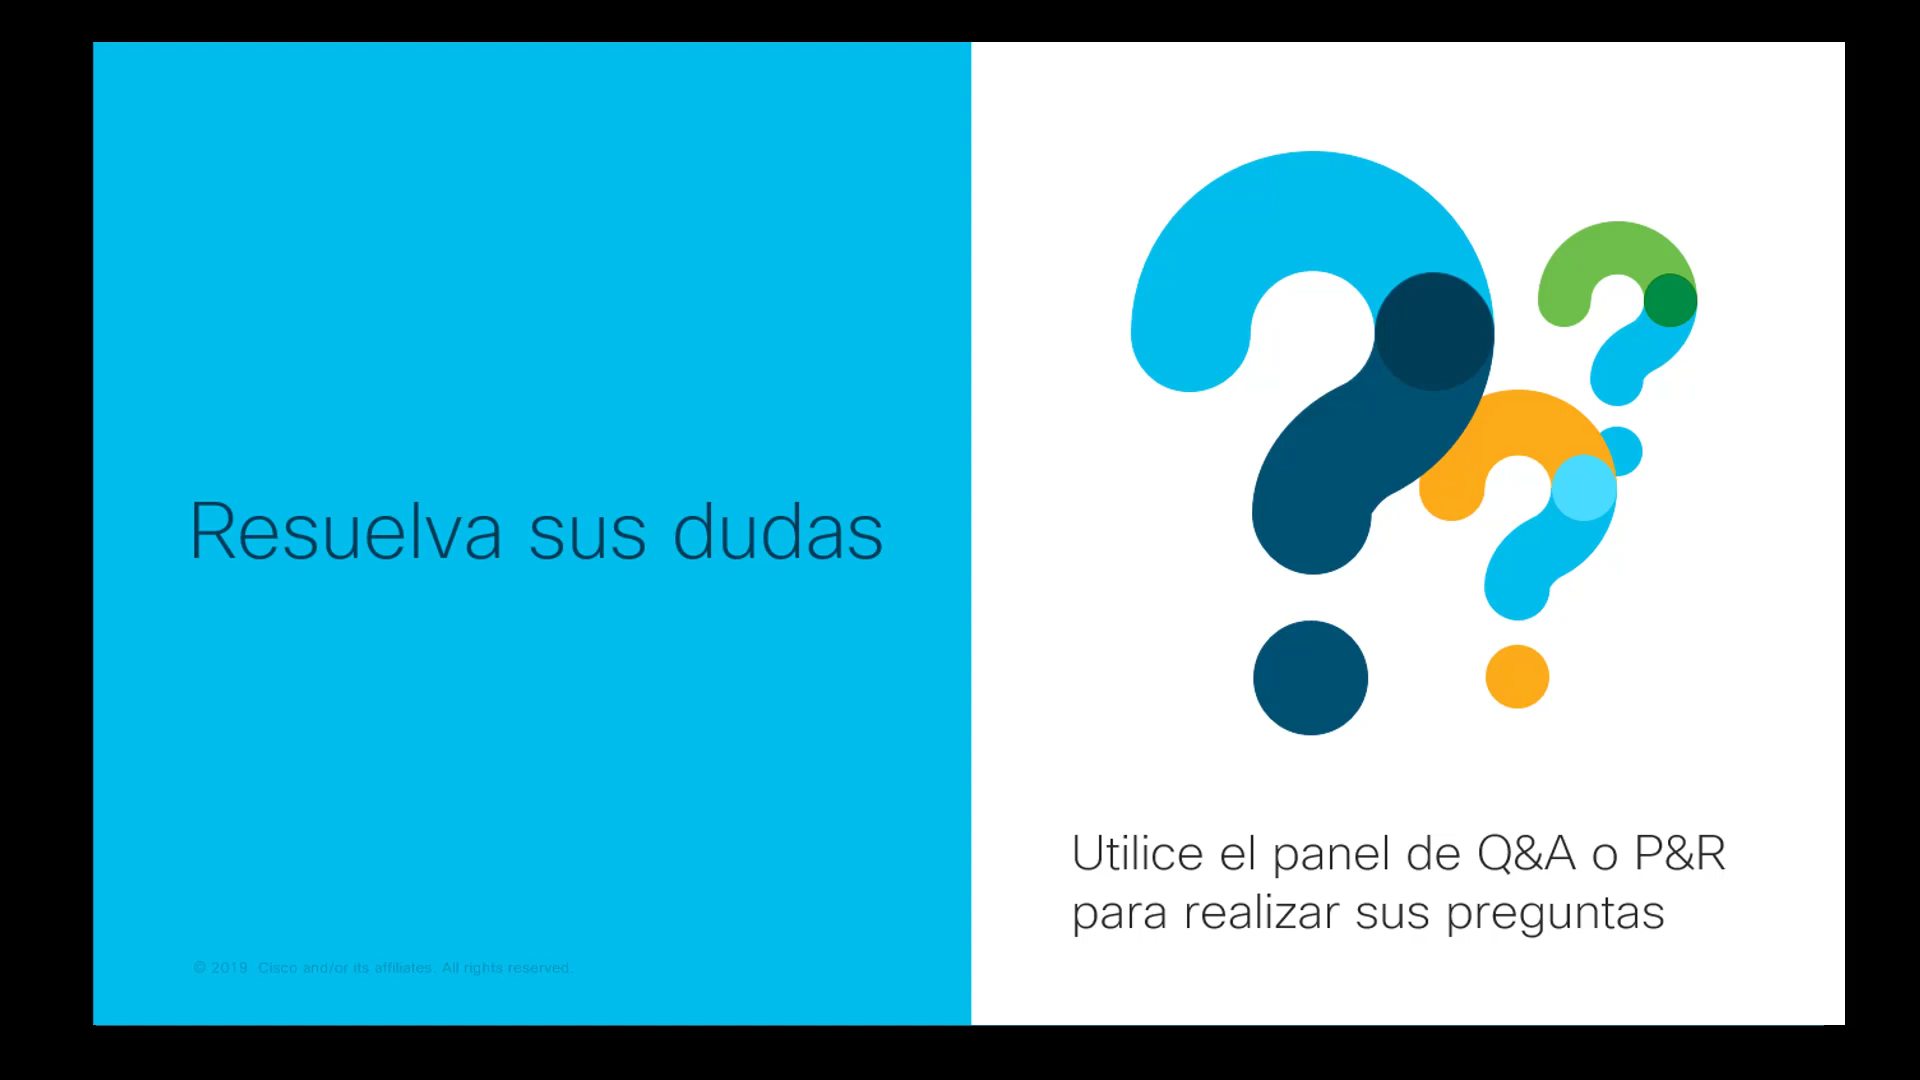 Resuelva sus dudas
Utilice el panel de Q&A o P&R
para realizar sus preguntas
© 2019 Cisco and/or its affiliates. All rights reserved.